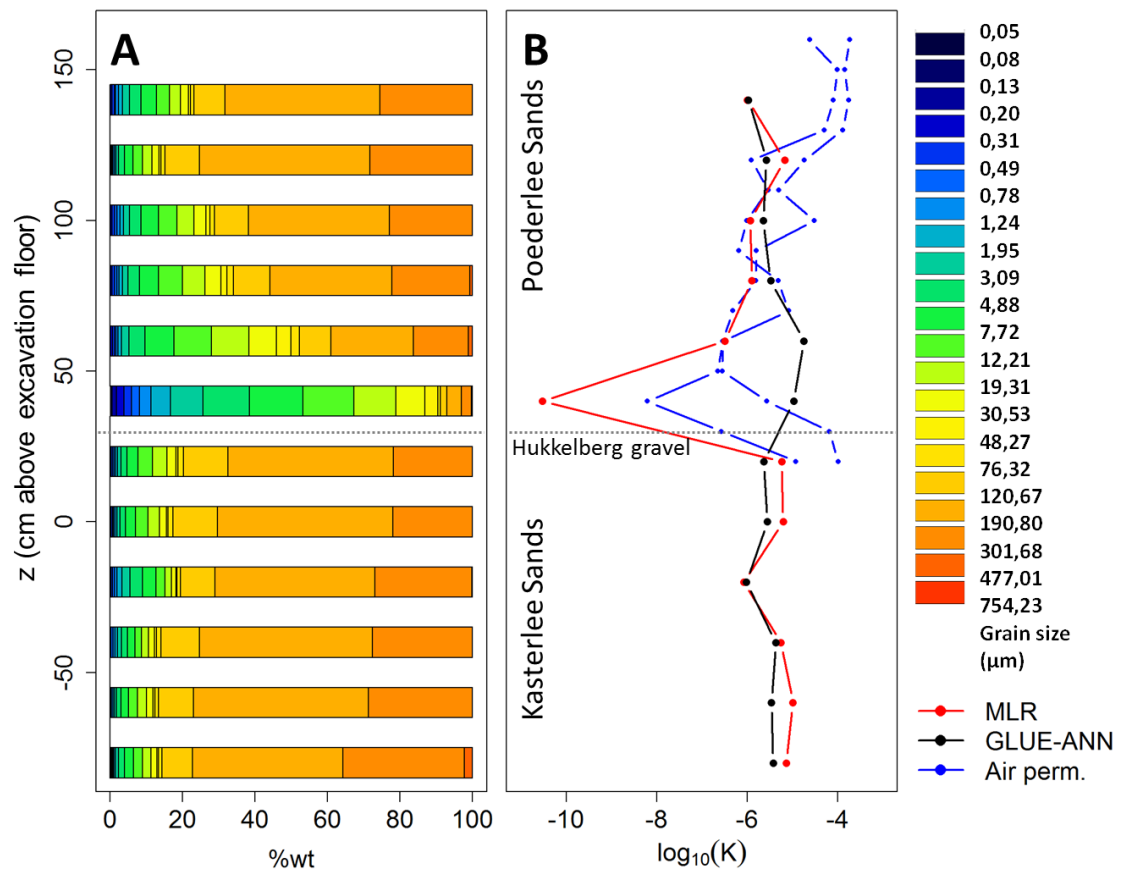 A
z (cm above excavation floor)
150
100
50
0
-50
0
20
40
60
80
100
%wt
B
Poederlee Sands
Hukkelberg gravel
Kasterlee Sands
-10
-8
-6
-4
log10(K)
0,05
0,08
0,13
0,20
0,31
0,49
0,78
1,24
1,95
3,09
4,88
7,72
12,21
19,31
30,53
48,27
76,32
120,67
190,80
301,68
477,01
754,23
Grain size
(µm)
MLR
GLUE-ANN
Air perm.